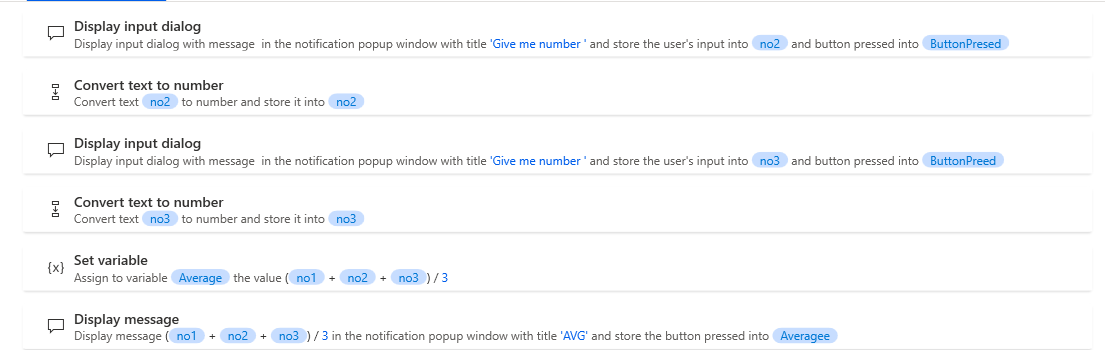 Display input dialog
Display input dialog with message in the notification popup window with title 'Give me number ' and store the user's input into no2 and button pressed into ButtonPresed
Convert text to number
Convert text no2 to number and store it into no2
Display input dialog
Display input dialog with message in the notification popup window with title 'Give me number ' and store the user's input into no3 and button pressed into ButtonPreed
Convert text to number
Convert text no3 to number and store it into no3
{x} Set variable
Assign to variable Average the value ( no1 + no2 + no3 ) / 3
Display message
Display message ( no1 + no2 + no3 ) / 3 in the notification popup window with title 'AVG' and store the button pressed into Averagee